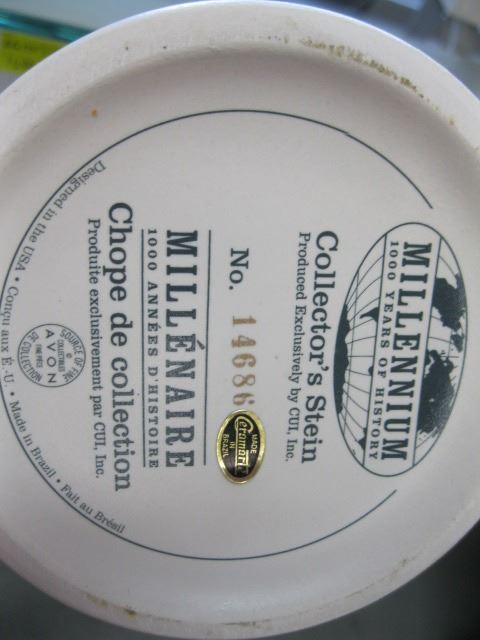 MILLENNIUM
1000 YEARS OF HISTORY
Collector's Stein
Produced Exclusively by CUI, Inc.
No. 14686
MADE IN BRAZIL
Ceramarte
MILLÉNAIRE
1000 ANNÉES D'HISTOIRE
Chope de collection
Produite exclusivement par CUI, Inc.
SOURCE OF FINE COLLECTIBLES
AVON
Designed in the USA • Conçu aux É.-U. • Made in Brazil • Fait au Brésil